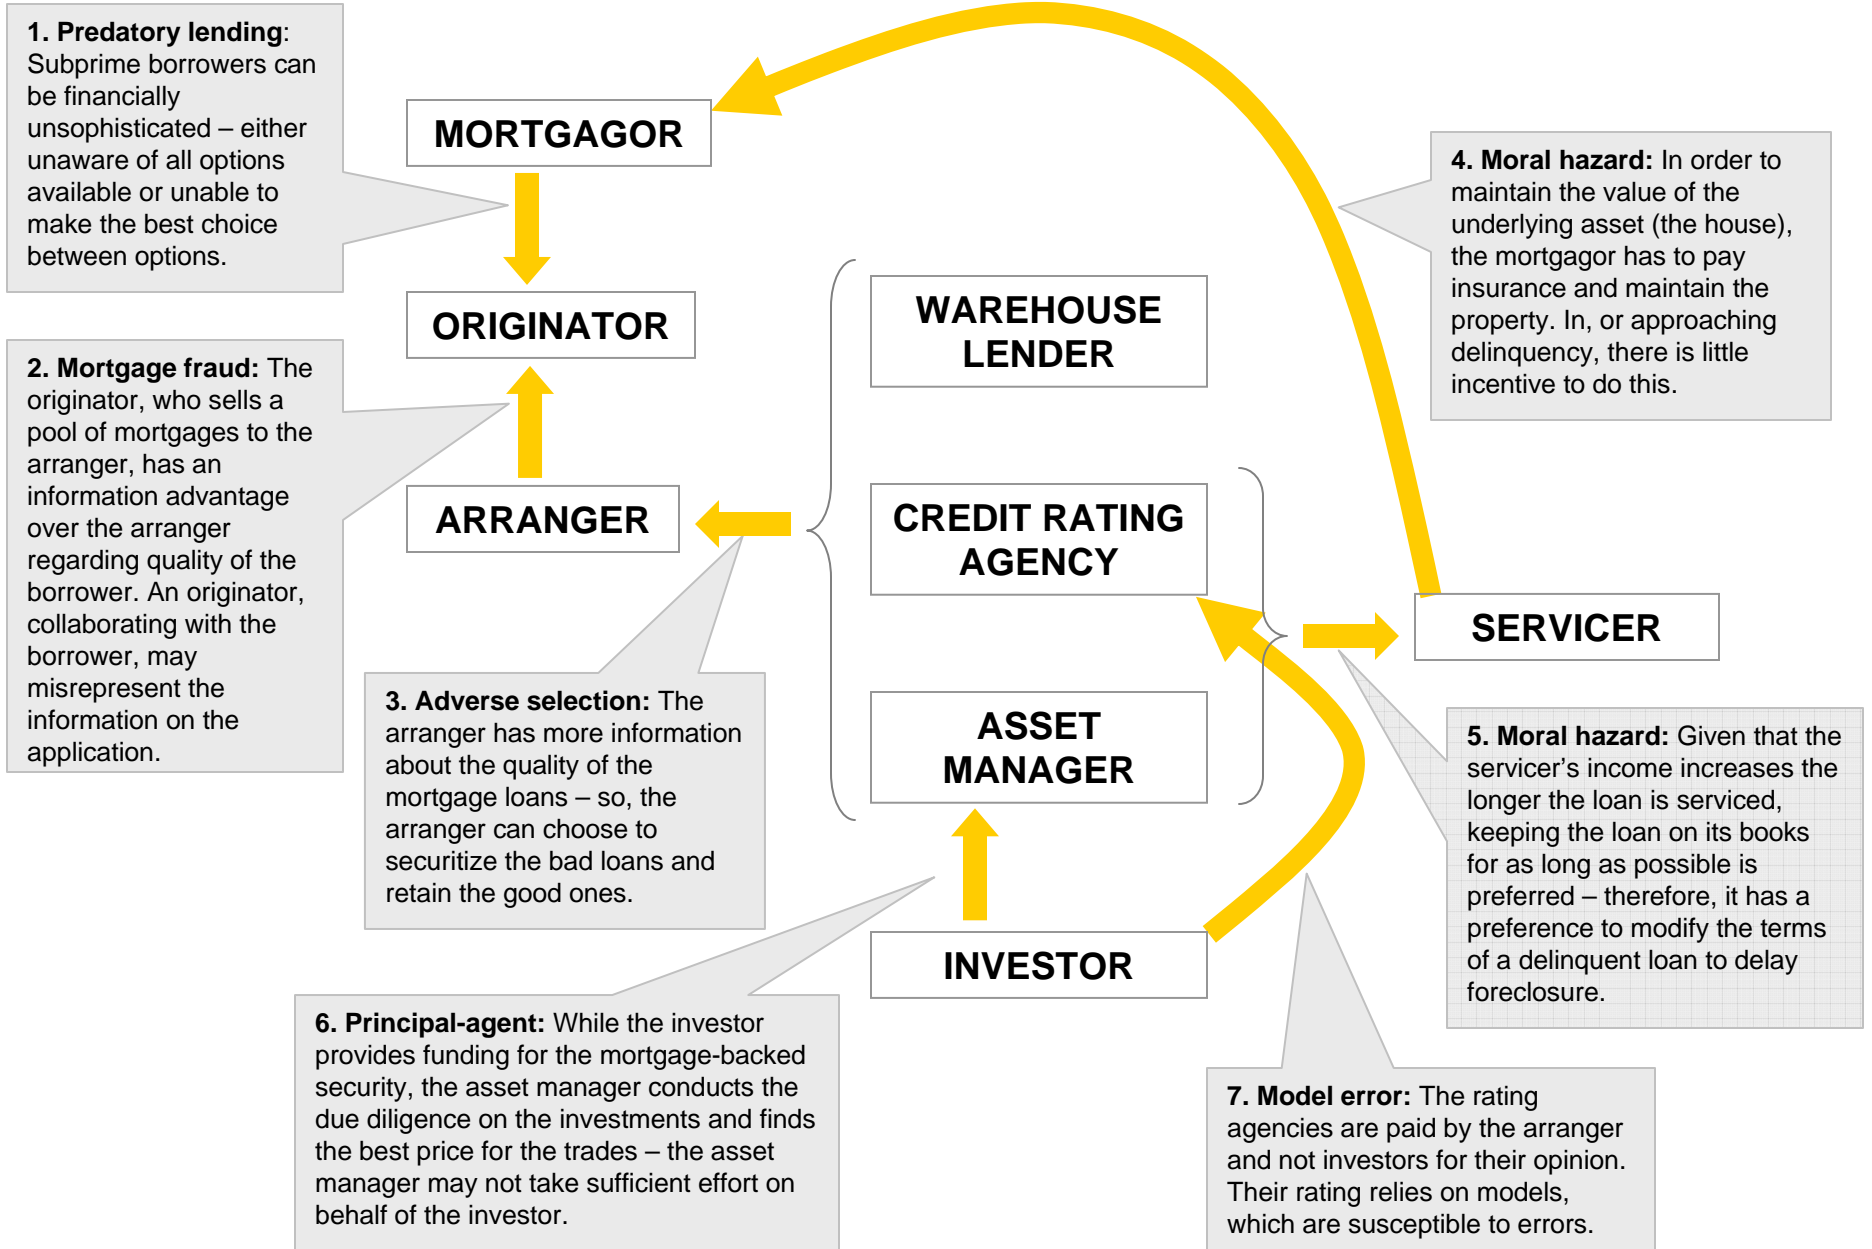 1. Predatory lending:
Subprime borrowers can
be financially
unsophisticated – either
unaware of all options
available or unable to
make the best choice
between options.
MORTGAGOR
4. Moral hazard: In order to
maintain the value of the
underlying asset (the house),
the mortgagor has to pay
insurance and maintain the
property. In, or approaching
delinquency, there is little
incentive to do this.
ORIGINATOR
WAREHOUSE
LENDER
2. Mortgage fraud: The
originator, who sells a
pool of mortgages to the
arranger, has an
information advantage
over the arranger
regarding quality of the
borrower. An originator,
collaborating with the
borrower, may
misrepresent the
information on the
application.
ARRANGER
CREDIT RATING
AGENCY
SERVICER
3. Adverse selection: The
arranger has more information
about the quality of the
mortgage loans – so, the
arranger can choose to
securitize the bad loans and
retain the good ones.
ASSET
MANAGER
5. Moral hazard: Given that the
servicer’s income increases the
longer the loan is serviced,
keeping the loan on its books
for as long as possible is
preferred – therefore, it has a
preference to modify the terms
of a delinquent loan to delay
foreclosure.
INVESTOR
6. Principal-agent: While the investor
provides funding for the mortgage-backed
security, the asset manager conducts the
due diligence on the investments and finds
the best price for the trades – the asset
manager may not take sufficient effort on
behalf of the investor.
7. Model error: The rating
agencies are paid by the arranger
and not investors for their opinion.
Their rating relies on models,
which are susceptible to errors.